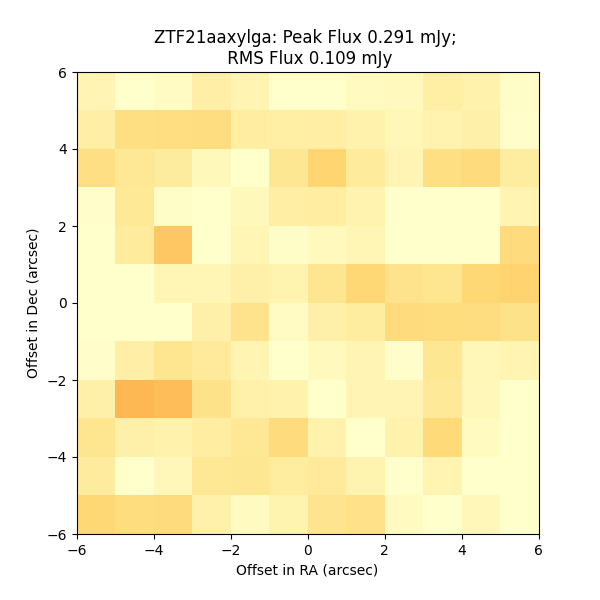 ZTF21aaxylga: Peak Flux 0.291 mJy;
RMS Flux 0.109 mJy
6
4
2
0
−2
−4
−6
Offset in Dec (arcsec)
−6 −4 −2 0 2 4 6
Offset in RA (arcsec)